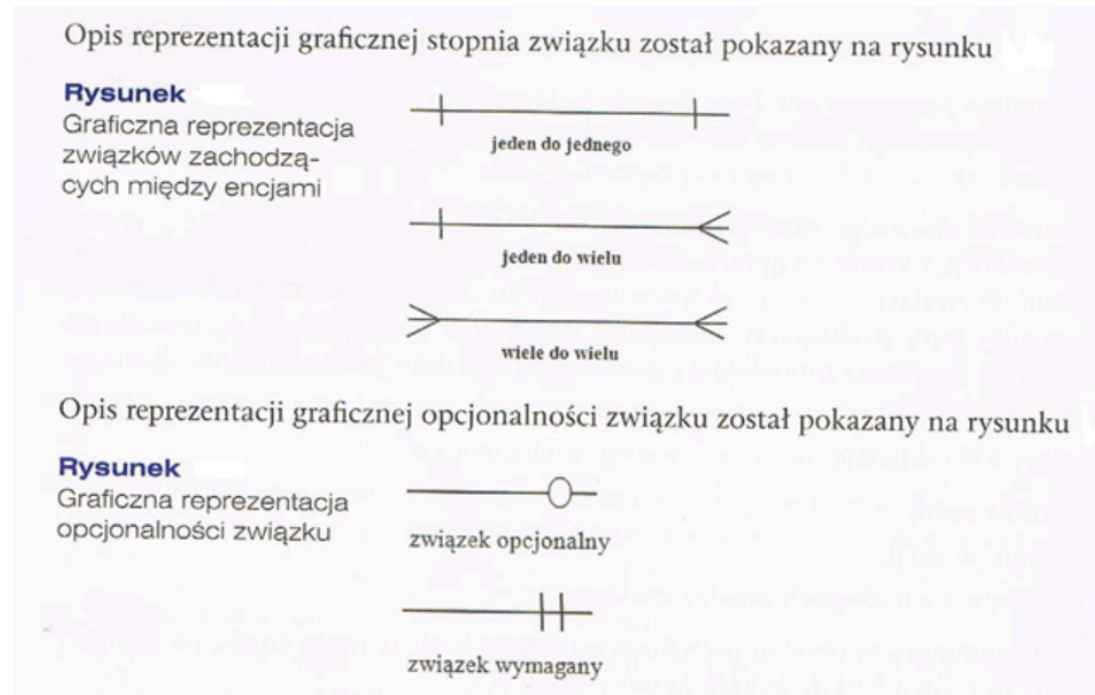 Opis reprezentacji graficznej stopnia związku został pokazany na rysunku
Rysunek
Graficzna reprezentacja
związków zachodzą-
cych między encjami
jeden do jednego
jeden do wielu
wiele do wielu
Opis reprezentacji graficznej opcjonalności związku został pokazany na rysunku
Rysunek
Graficzna reprezentacja
opcjonalności związku
związek opcjonalny
związek wymagany